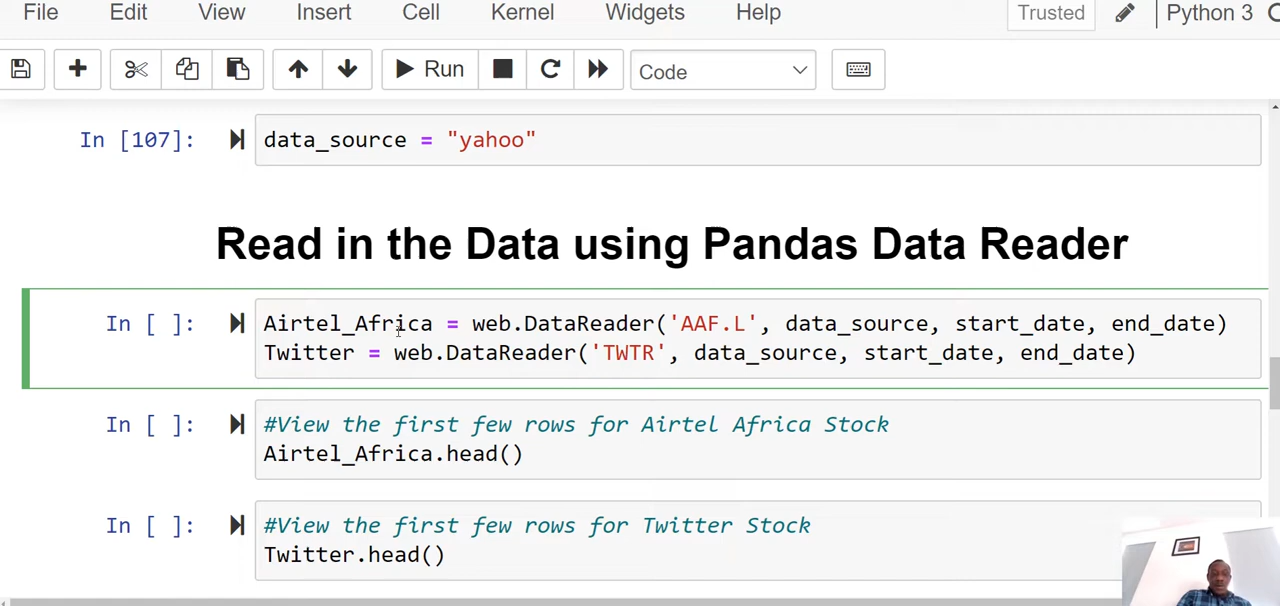 File Edit View Insert Cell Kernel Widgets Help Trusted Python 3
Run Code
In [107]: data_source = "yahoo"
Read in the Data using Pandas Data Reader
In [ ]: Airtel_Africa = web.DataReader('AAF.L', data_source, start_date, end_date)
Twitter = web.DataReader('TWTR', data_source, start_date, end_date)
In [ ]: #View the first few rows for Airtel Africa Stock
Airtel_Africa.head()
In [ ]: #View the first few rows for Twitter Stock
Twitter.head()